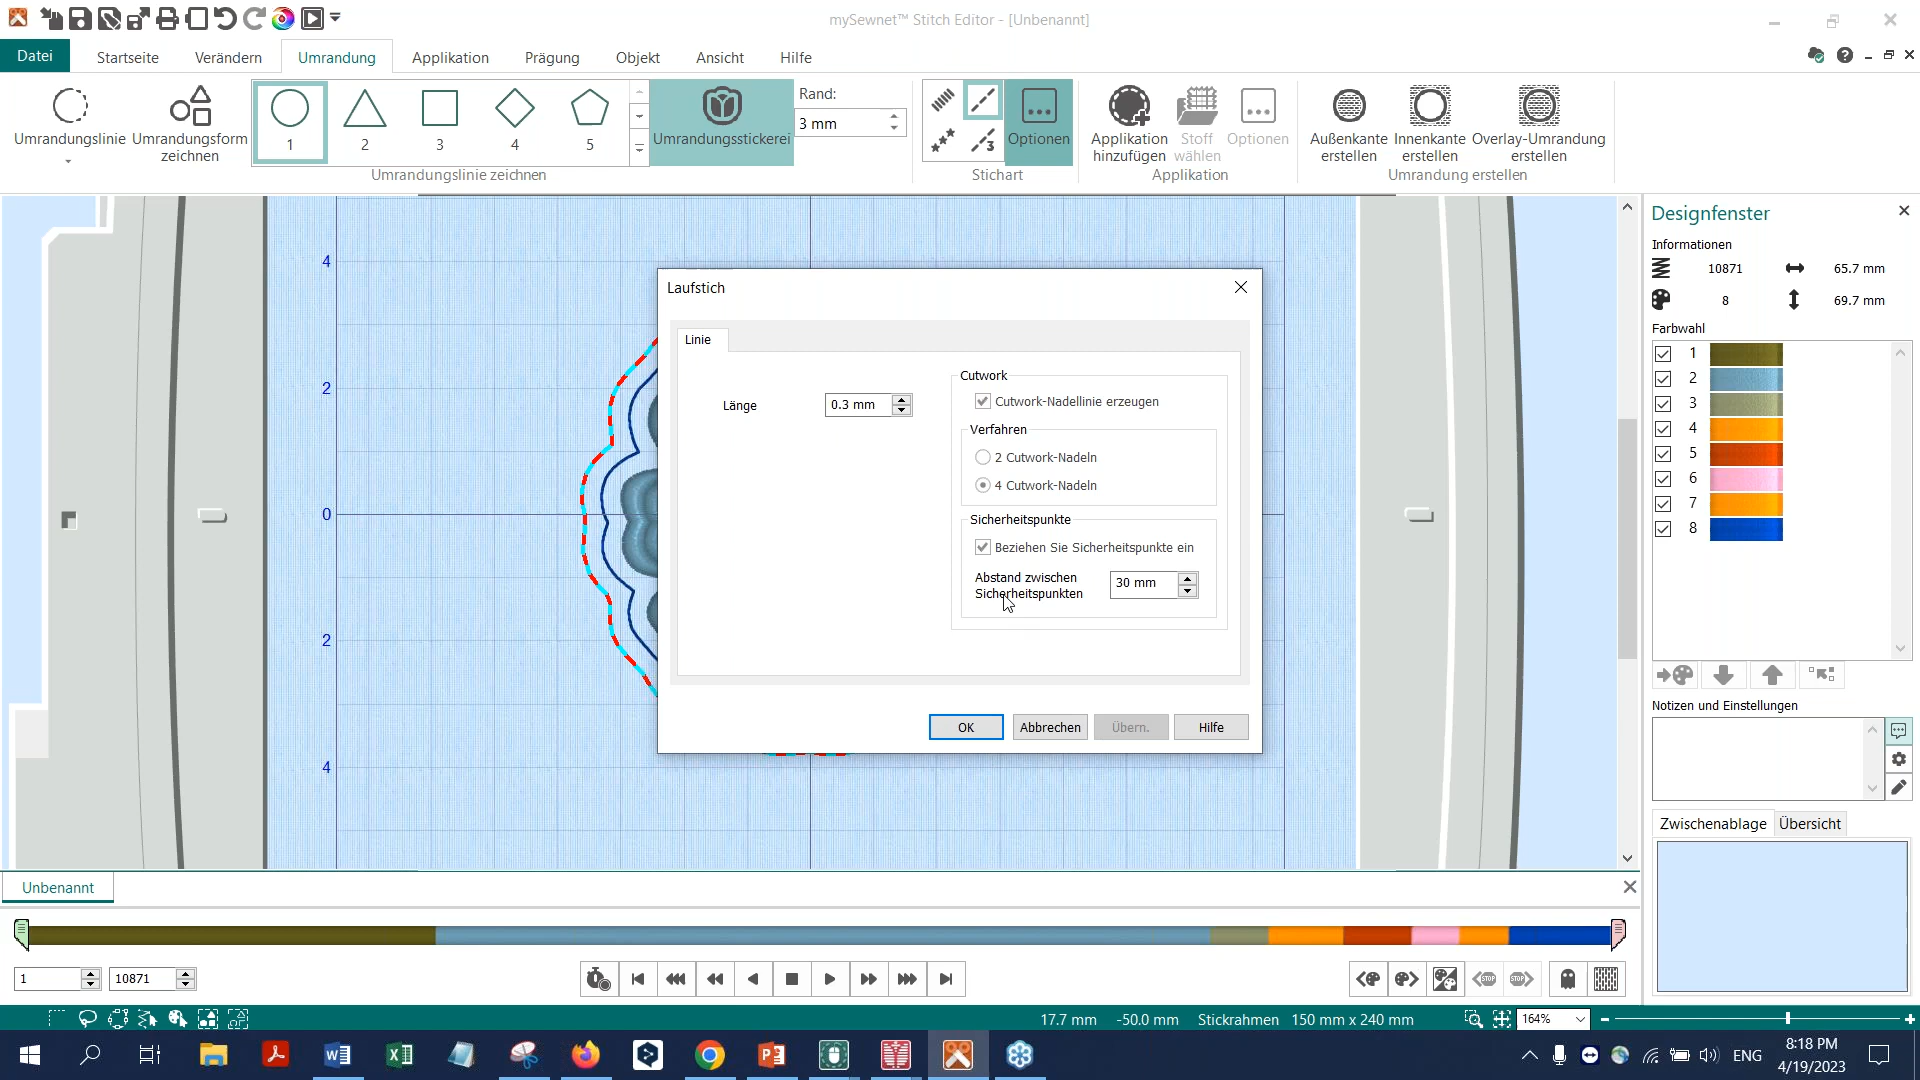 mySewnet™ Stitch Editor - [Unbenannt]
Datei
Startseite
Verändern
Umrandung
Applikation
Prägung
Objekt
Ansicht
Hilfe
Umrandungslinie
Umrandungsform
zeichnen
1
2
3
4
5
Umrandungslinie zeichnen
Umrandungsstickerei
Rand:
3 mm
3
Optionen
Stichart
Applikation
hinzufügen
Stoff
wählen
Optionen
Applikation
Außenkante
erstellen
Innenkante
erstellen
Overlay-Umrandung
erstellen
Umrandung erstellen
4
2
0
2
4
Laufstich
Linie
Länge
0.3 mm
Cutwork
Cutwork-Nadellinie erzeugen
Verfahren
2 Cutwork-Nadeln
4 Cutwork-Nadeln
Sicherheitspunkte
Beziehen Sie Sicherheitspunkte ein
Abstand zwischen
Sicherheitspunkten
30 mm
OK
Abbrechen
Übern.
Hilfe
Designfenster
Informationen
10871
65.7 mm
8
69.7 mm
Farbwahl
1
2
3
4
5
6
7
8
Notizen und Einstellungen
Zwischenablage
Übersicht
Unbenannt
1
10871
STOP
STOP
17.7 mm
-50.0 mm
Stickrahmen
150 mm x 240 mm
164%
ENG
8:18 PM
4/19/2023